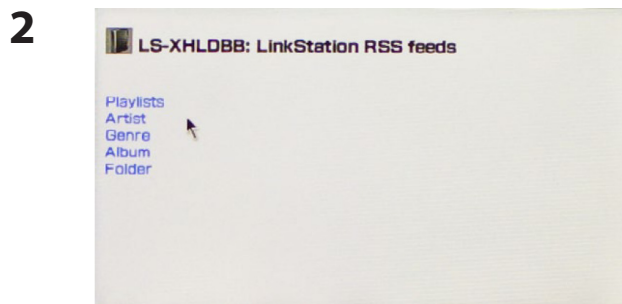 2
LS-XHLDBB: LinkStation RSS feeds
Playlists
Artist
Genre
Album
Folder